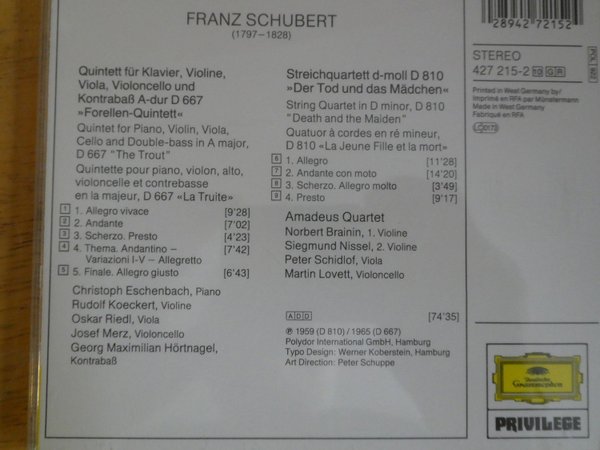 FRANZ SCHUBERT
(1797–1828)
Quintett für Klavier, Violine,
Viola, Violoncello und
Kontrabaß A-dur D 667
»Forellen-Quintett«
Quintet for Piano, Violin, Viola,
Cello and Double-bass in A major,
D 667 "The Trout"
Quintette pour piano, violon, alto,
violoncelle et contrebasse
en la majeur, D 667 «La Truite»
1 1. Allegro vivace [9'28]
2 2. Andante [7'02]
3 3. Scherzo. Presto [4'23]
4 4. Thema. Andantino – [7'42]
Variazioni I-V – Allegretto
5 5. Finale. Allegro giusto [6'43]
Christoph Eschenbach, Piano
Rudolf Koeckert, Violine
Oskar Riedl, Viola
Josef Merz, Violoncello
Georg Maximilian Hörtnagel,
Kontrabaß
Streichquartett d-moll D 810
»Der Tod und das Mädchen«
String Quartet in D minor, D 810
"Death and the Maiden"
Quatuor à cordes en ré mineur,
D 810 «La Jeune Fille et la mort»
6 1. Allegro [11'28]
7 2. Andante con moto [14'20]
8 3. Scherzo. Allegro molto [3'49]
9 4. Presto [9'17]
Amadeus Quartet
Norbert Brainin, 1. Violine
Siegmund Nissel, 2. Violine
Peter Schidlof, Viola
Martin Lovett, Violoncello
ADD [74'35]
℗ 1959 (D 810) / 1965 (D 667)
Polydor International GmbH, Hamburg
Typo Design: Werner Koberstein, Hamburg
Art Direction: Peter Schuppe
28942 72152
STEREO
427 215-2 10 G R
Printed in West Germany by/
Imprimé en RFA par Münstermann
Made in West Germany
Fabriqué en RFA
LC 0173
Deutsche
Grammophon
PRIVILEGE